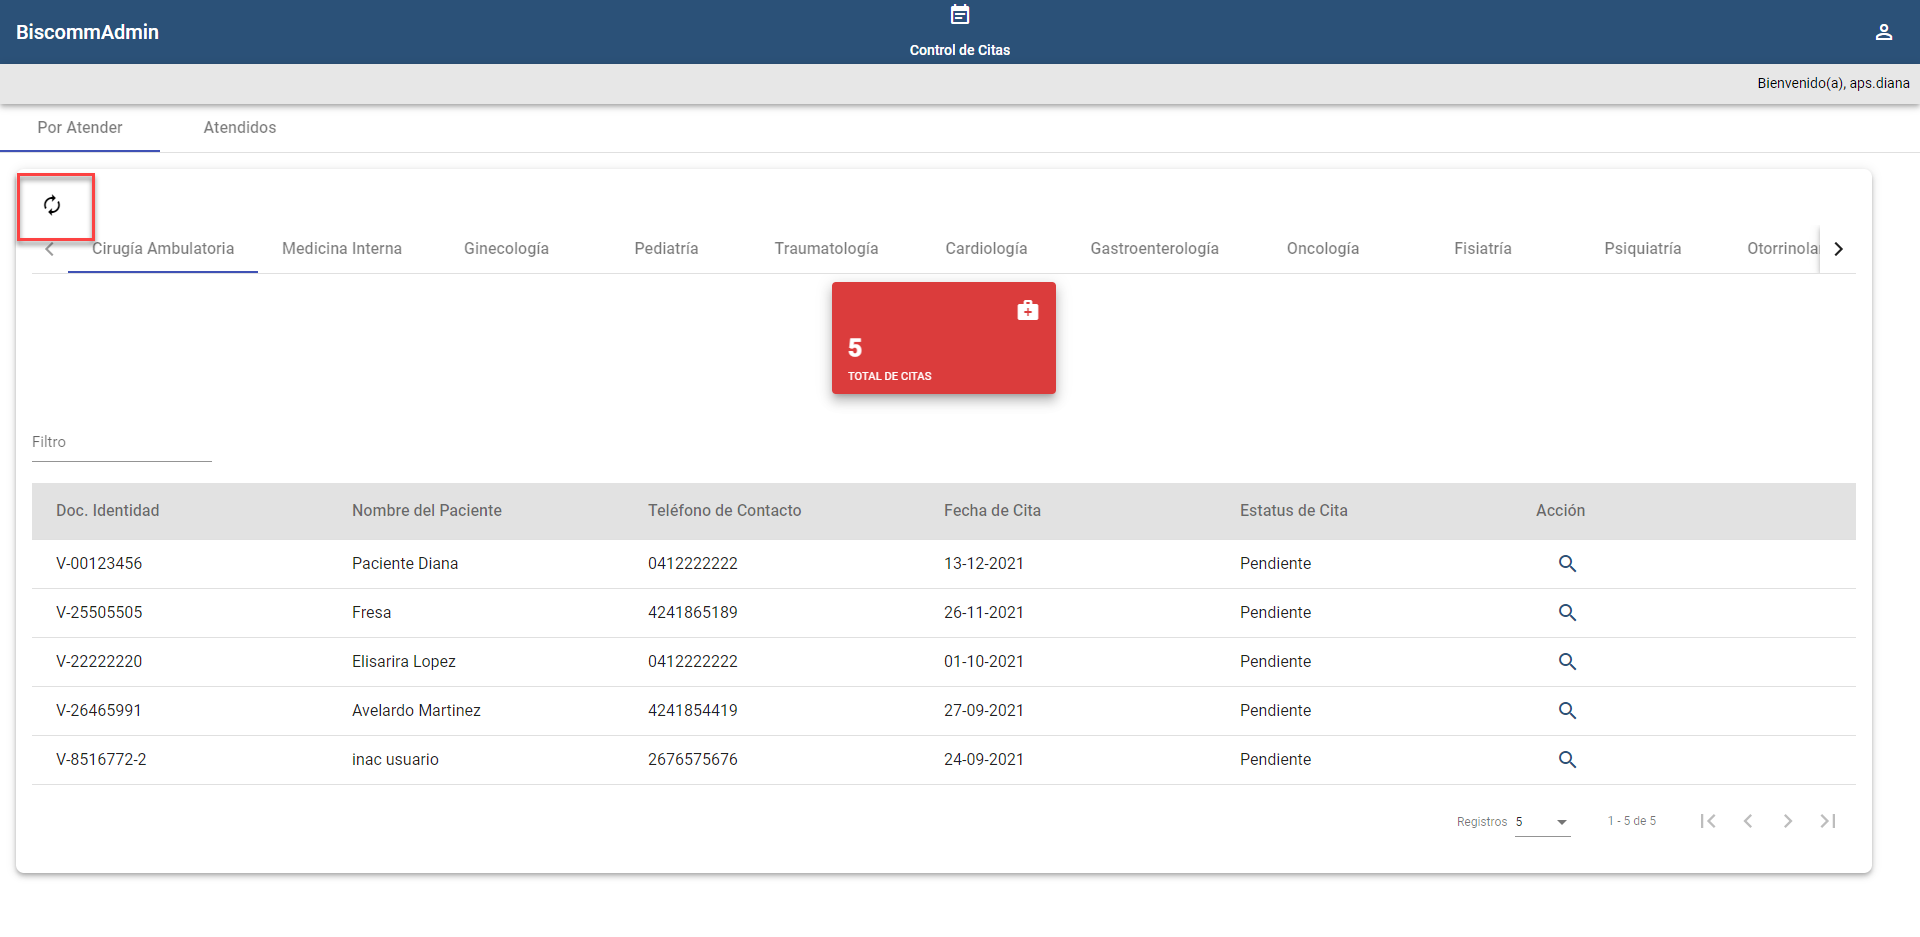 BiscommAdmin
Control de Citas
Bienvenido(a), aps.diana
Por Atender Atendidos
Cirugía Ambulatoria Medicina Interna Ginecología Pediatría Traumatología Cardiología Gastroenterología Oncología Fisiatría Psiquiatría Otorrinola
5
TOTAL DE CITAS
Filtro
Doc. Identidad Nombre del Paciente Teléfono de Contacto Fecha de Cita Estatus de Cita Acción
V-00123456 Paciente Diana 0412222222 13-12-2021 Pendiente
V-25505505 Fresa 4241865189 26-11-2021 Pendiente
V-22222220 Elisarira Lopez 0412222222 01-10-2021 Pendiente
V-26465991 Avelardo Martinez 4241854419 27-09-2021 Pendiente
V-8516772-2 inac usuario 2676575676 24-09-2021 Pendiente
Registros 5 1 - 5 de 5